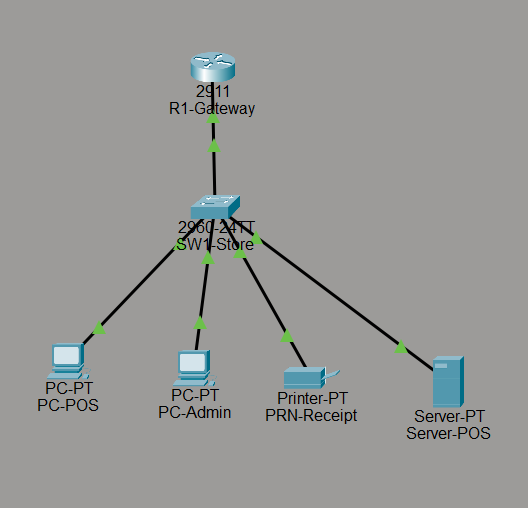 2911
R1-Gateway
2960-24TT
SW1-Store
PC-PT
PC-POS
PC-PT
PC-Admin
Printer-PT
PRN-Receipt
Server-PT
Server-POS